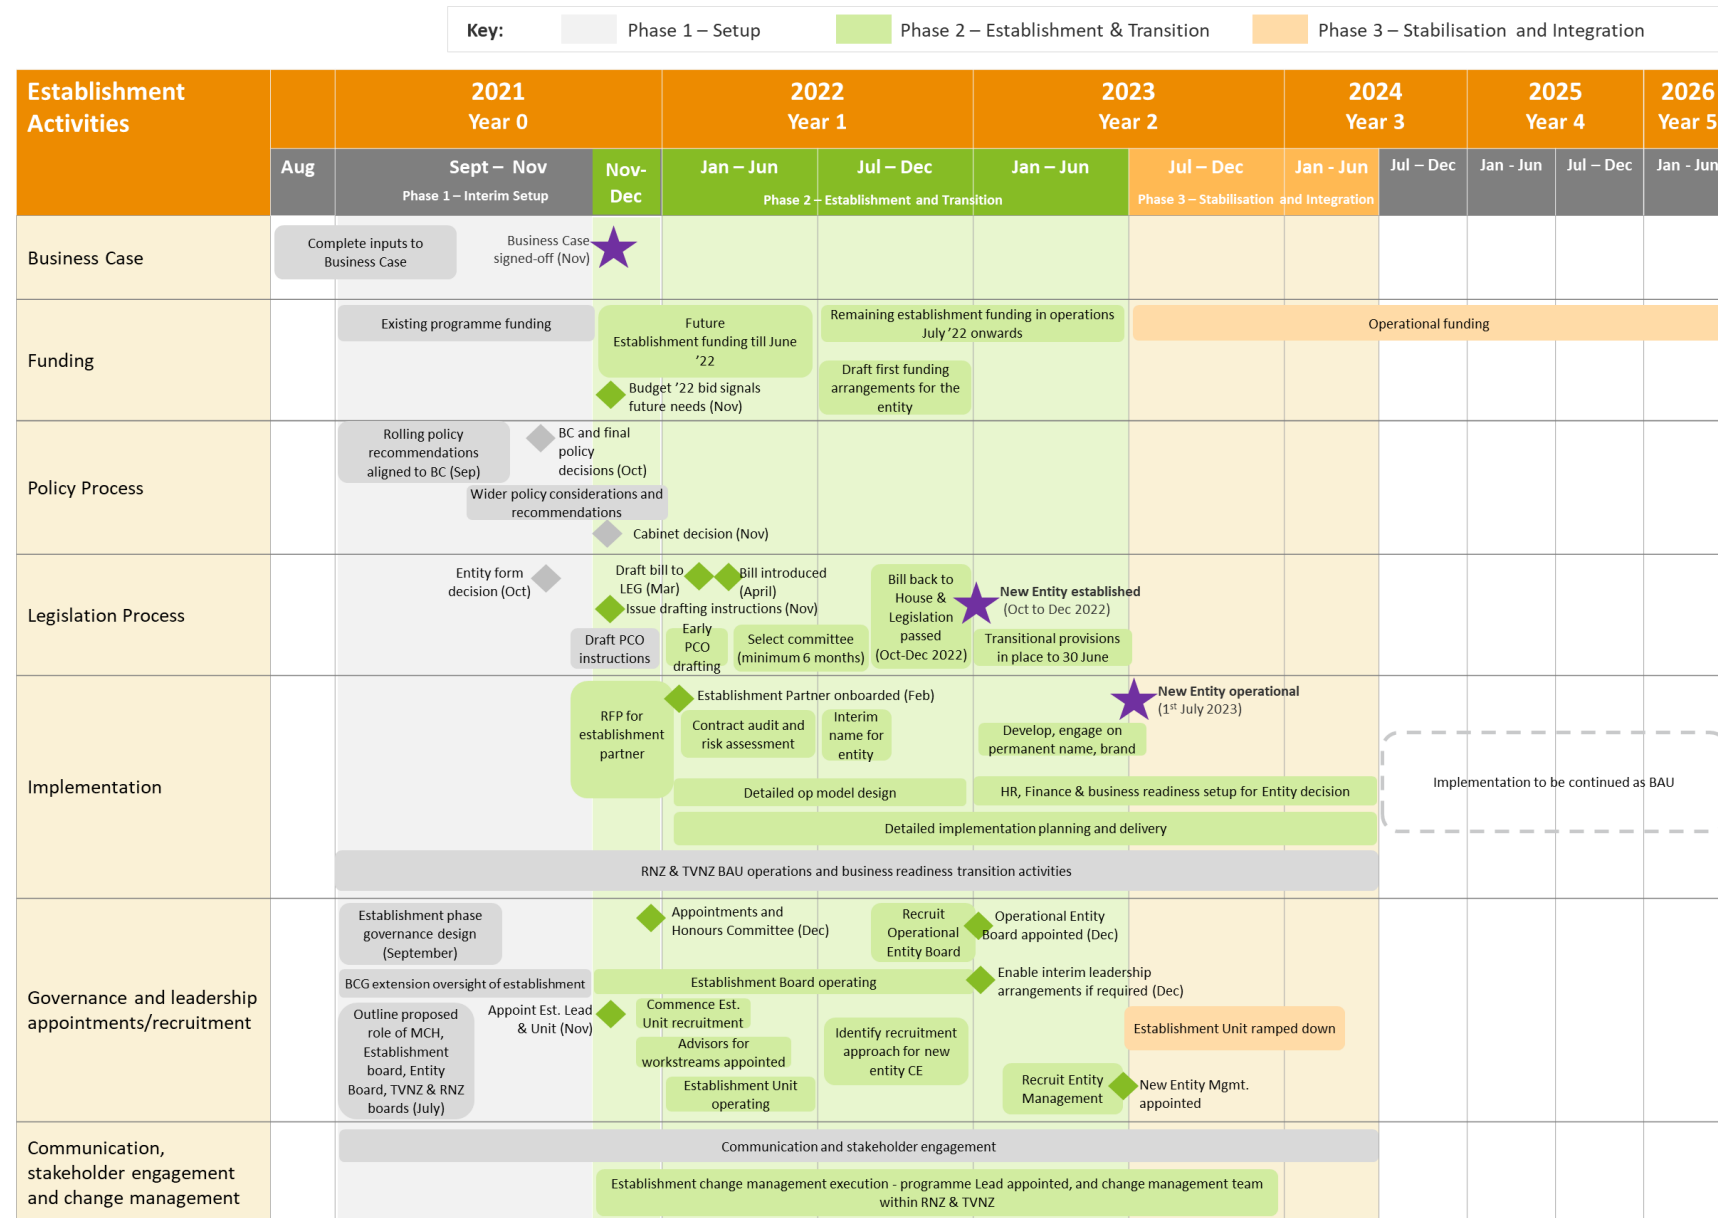 Key:
Phase 1 – Setup
Phase 2 – Establishment & Transition
Phase 3 – Stabilisation and Integration
Establishment
Activities
2021
Year 0
2022
Year 1
2023
Year 2
2024
Year 3
2025
Year 4
2026
Year 5
Aug
Sept – Nov
Phase 1 – Interim Setup
Nov-
Dec
Jan – Jun
Jul – Dec
Jan – Jun
Phase 2 – Establishment and Transition
Jul – Dec
Jan - Jun
Phase 3 – Stabilisation and Integration
Jul – Dec
Jan - Jun
Jul – Dec
Jan - Jun
Business Case
Complete inputs to
Business Case
Business Case
signed-off (Nov)
Funding
Existing programme funding
Future
Establishment funding till June
’22
Remaining establishment funding in operations
July ’22 onwards
Operational funding
Budget ’22 bid signals
future needs (Nov)
Draft first funding
arrangements for the
entity
Policy Process
Rolling policy
recommendations
aligned to BC (Sep)
BC and final
policy
decisions (Oct)
Wider policy considerations and
recommendations
Cabinet decision (Nov)
Legislation Process
Entity form
decision (Oct)
Draft bill to
LEG (Mar)
Bill introduced
(April)
Issue drafting instructions (Nov)
Draft PCO
instructions
Early
PCO
drafting
Select committee
(minimum 6 months)
Bill back to
House &
Legislation
passed
(Oct-Dec 2022)
New Entity established
(Oct to Dec 2022)
Transitional provisions
in place to 30 June
Implementation
RFP for
establishment
partner
Establishment Partner onboarded (Feb)
Contract audit and
risk assessment
Interim
name for
entity
New Entity operational
(1st July 2023)
Develop, engage on
permanent name, brand
Detailed op model design
HR, Finance & business readiness setup for Entity decision
Implementation to be continued as BAU
Detailed implementation planning and delivery
RNZ & TVNZ BAU operations and business readiness transition activities
Governance and leadership
appointments/recruitment
Establishment phase
governance design
(September)
Appointments and
Honours Committee (Dec)
Recruit
Operational
Entity Board
Operational Entity
Board appointed (Dec)
BCG extension oversight of establishment
Establishment Board operating
Enable interim leadership
arrangements if required (Dec)
Outline proposed
role of MCH,
Establishment
board, Entity
Board, TVNZ & RNZ
boards (July)
Appoint Est. Lead
& Unit (Nov)
Commence Est.
Unit recruitment
Advisors for
workstreams appointed
Establishment Unit
operating
Identify recruitment
approach for new
entity CE
Establishment Unit ramped down
Recruit Entity
Management
New Entity Mgmt.
appointed
Communication,
stakeholder engagement
and change management
Communication and stakeholder engagement
Establishment change management execution - programme Lead appointed, and change management team
within RNZ & TVNZ